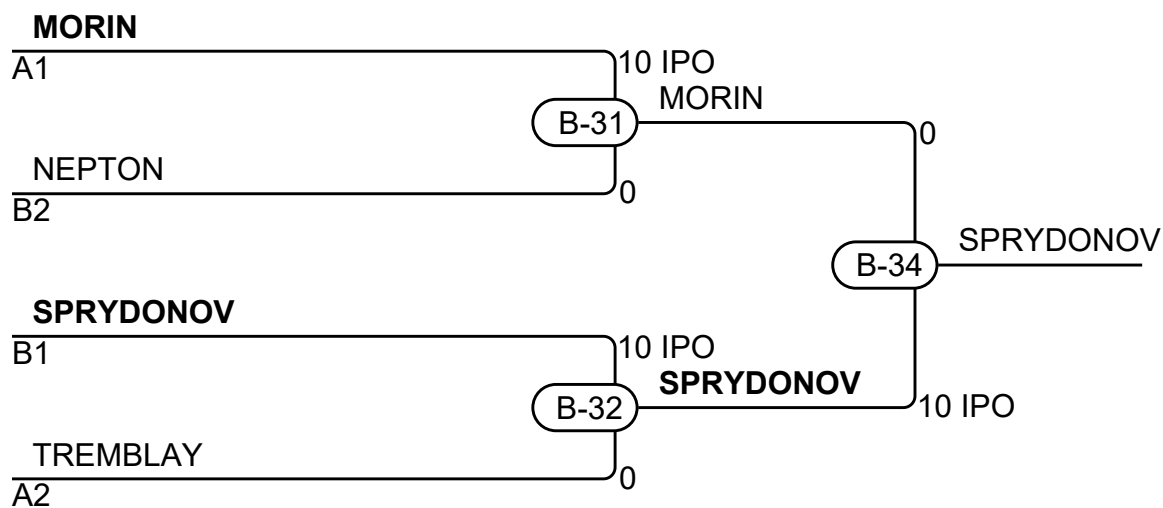 MORIN
A1
10 IPO
MORIN
B-31
0
NEPTON
0
B2
SPRYDONOV
B-34
SPRYDONOV
B1
10 IPO
SPRYDONOV
B-32
10 IPO
TREMBLAY
0
A2